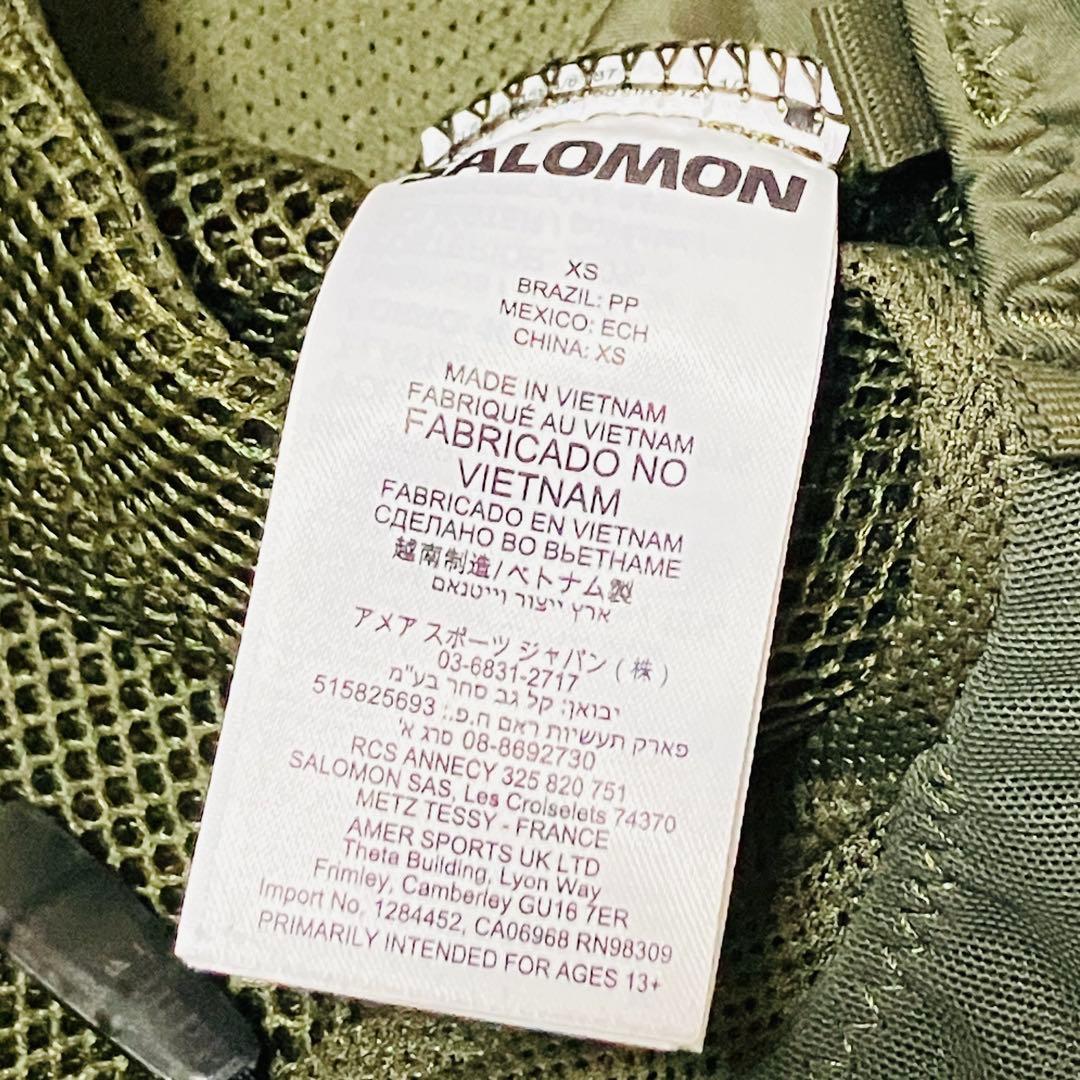 SALOMON
XS
BRAZIL: PP
MEXICO: ECH
CHINA: XS
MADE IN VIETNAM
FABRIQUÉ AU VIETNAM
FABRICADO NO
VIETNAM
FABRICADO EN VIETNAM
СДЕЛАНО ВО ВЬЕТНАМЕ
越南制造/ベトナム製
ארץ ייצור וייטנאם
アメア スポーツ ジャパン (株)
03-6831-2717
יבואן: קל גב סחר בע"מ
515825693 :.פארק תעשיות ראם ח.פ
08-8692730 סרג א'
RCS ANNECY 325 820 751
SALOMON SAS, Les Croiselets 74370
METZ TESSY - FRANCE
AMER SPORTS UK LTD
Theta Building, Lyon Way
Frimley, Camberley GU16 7ER
Import No, 1284452, CA06968 RN98309
PRIMARILY INTENDED FOR AGES 13+